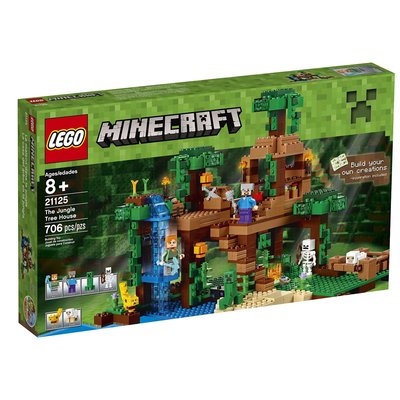 LEGO
MINECRAFT
Ages/edades
8+
21125
The Jungle
Tree House
706 pcs/pzs
Build your
own creations